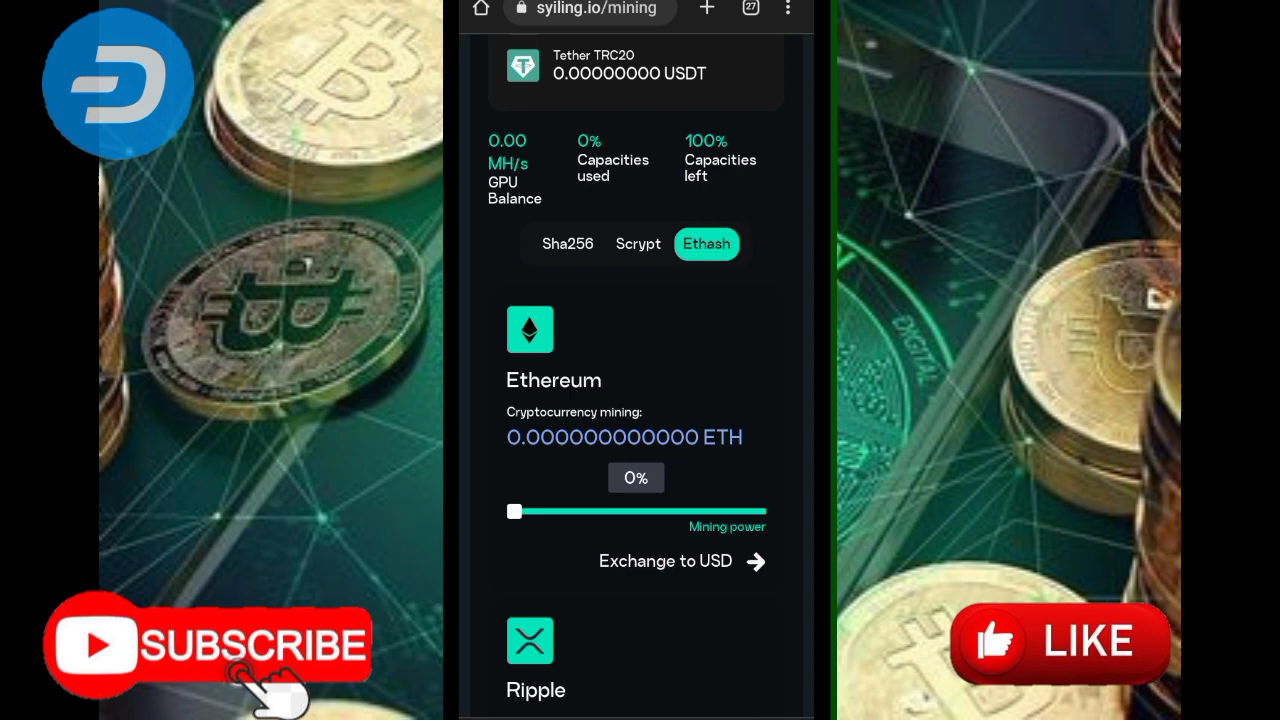 syiling.io/mining
27
Tether TRC20
0.00000000 USDT
0.00
MH/s
GPU
Balance
0%
Capacities
used
100%
Capacities
left
Sha256
Scrypt
Ethash
Ethereum
Cryptocurrency mining:
0.000000000000 ETH
0%
Mining power
Exchange to USD
Ripple
SUBSCRIBE
LIKE
DIGITAL